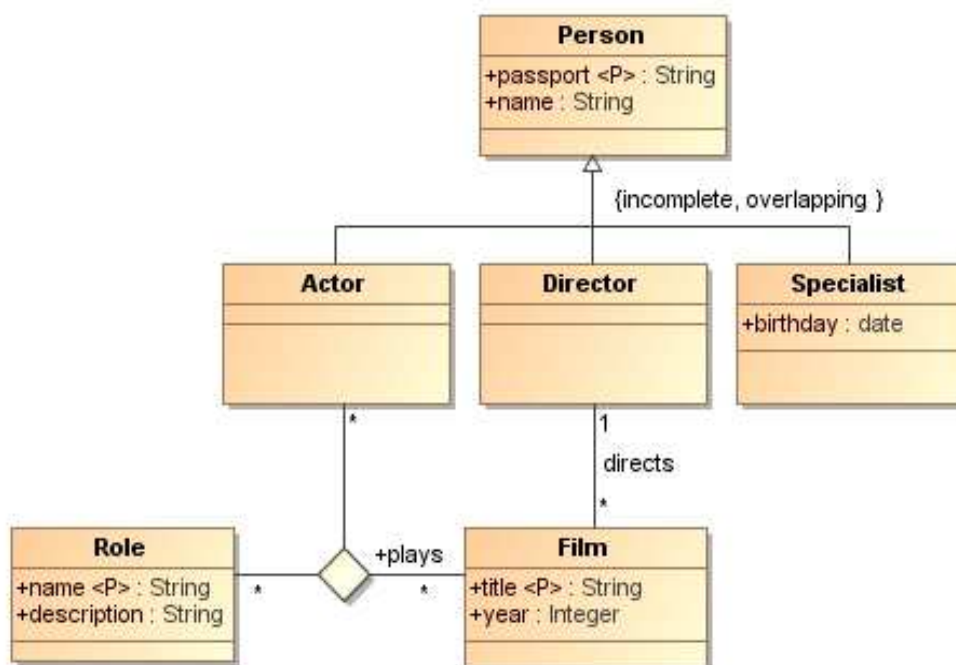 Person
+passport <P> : String
+name : String
{incomplete, overlapping }
Actor
Director
Specialist
+birthday : date
*
1
directs
*
Role
+name <P> : String
+description : String
*
+plays
*
Film
+title <P> : String
+year : Integer